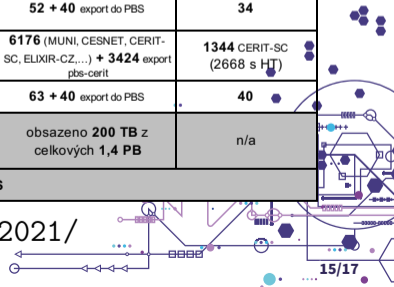 52 + 40 export do PBS
34
6176 (MUNI, CESNET, CERIT-
SC, ELIXIR-CZ,...) + 3424 export
pbs-cerit
1344 CERIT-SC
(2668 s HT)
63 + 40 export do PBS
40
obsazeno 200 TB z
celkových 1,4 PB
n/a
s
2021/
15/17